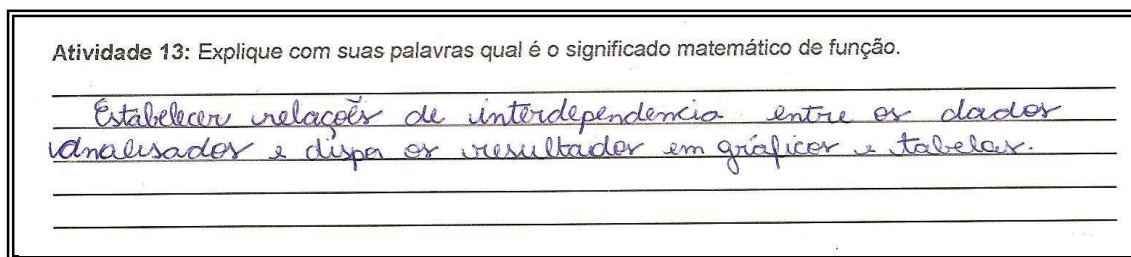 Atividade 13: Explique com suas palavras qual é o significado matemático de função.
Estabelecer relações de interdependencia entre os dados
analisados e dispor os resultados em gráficos e tabelas.